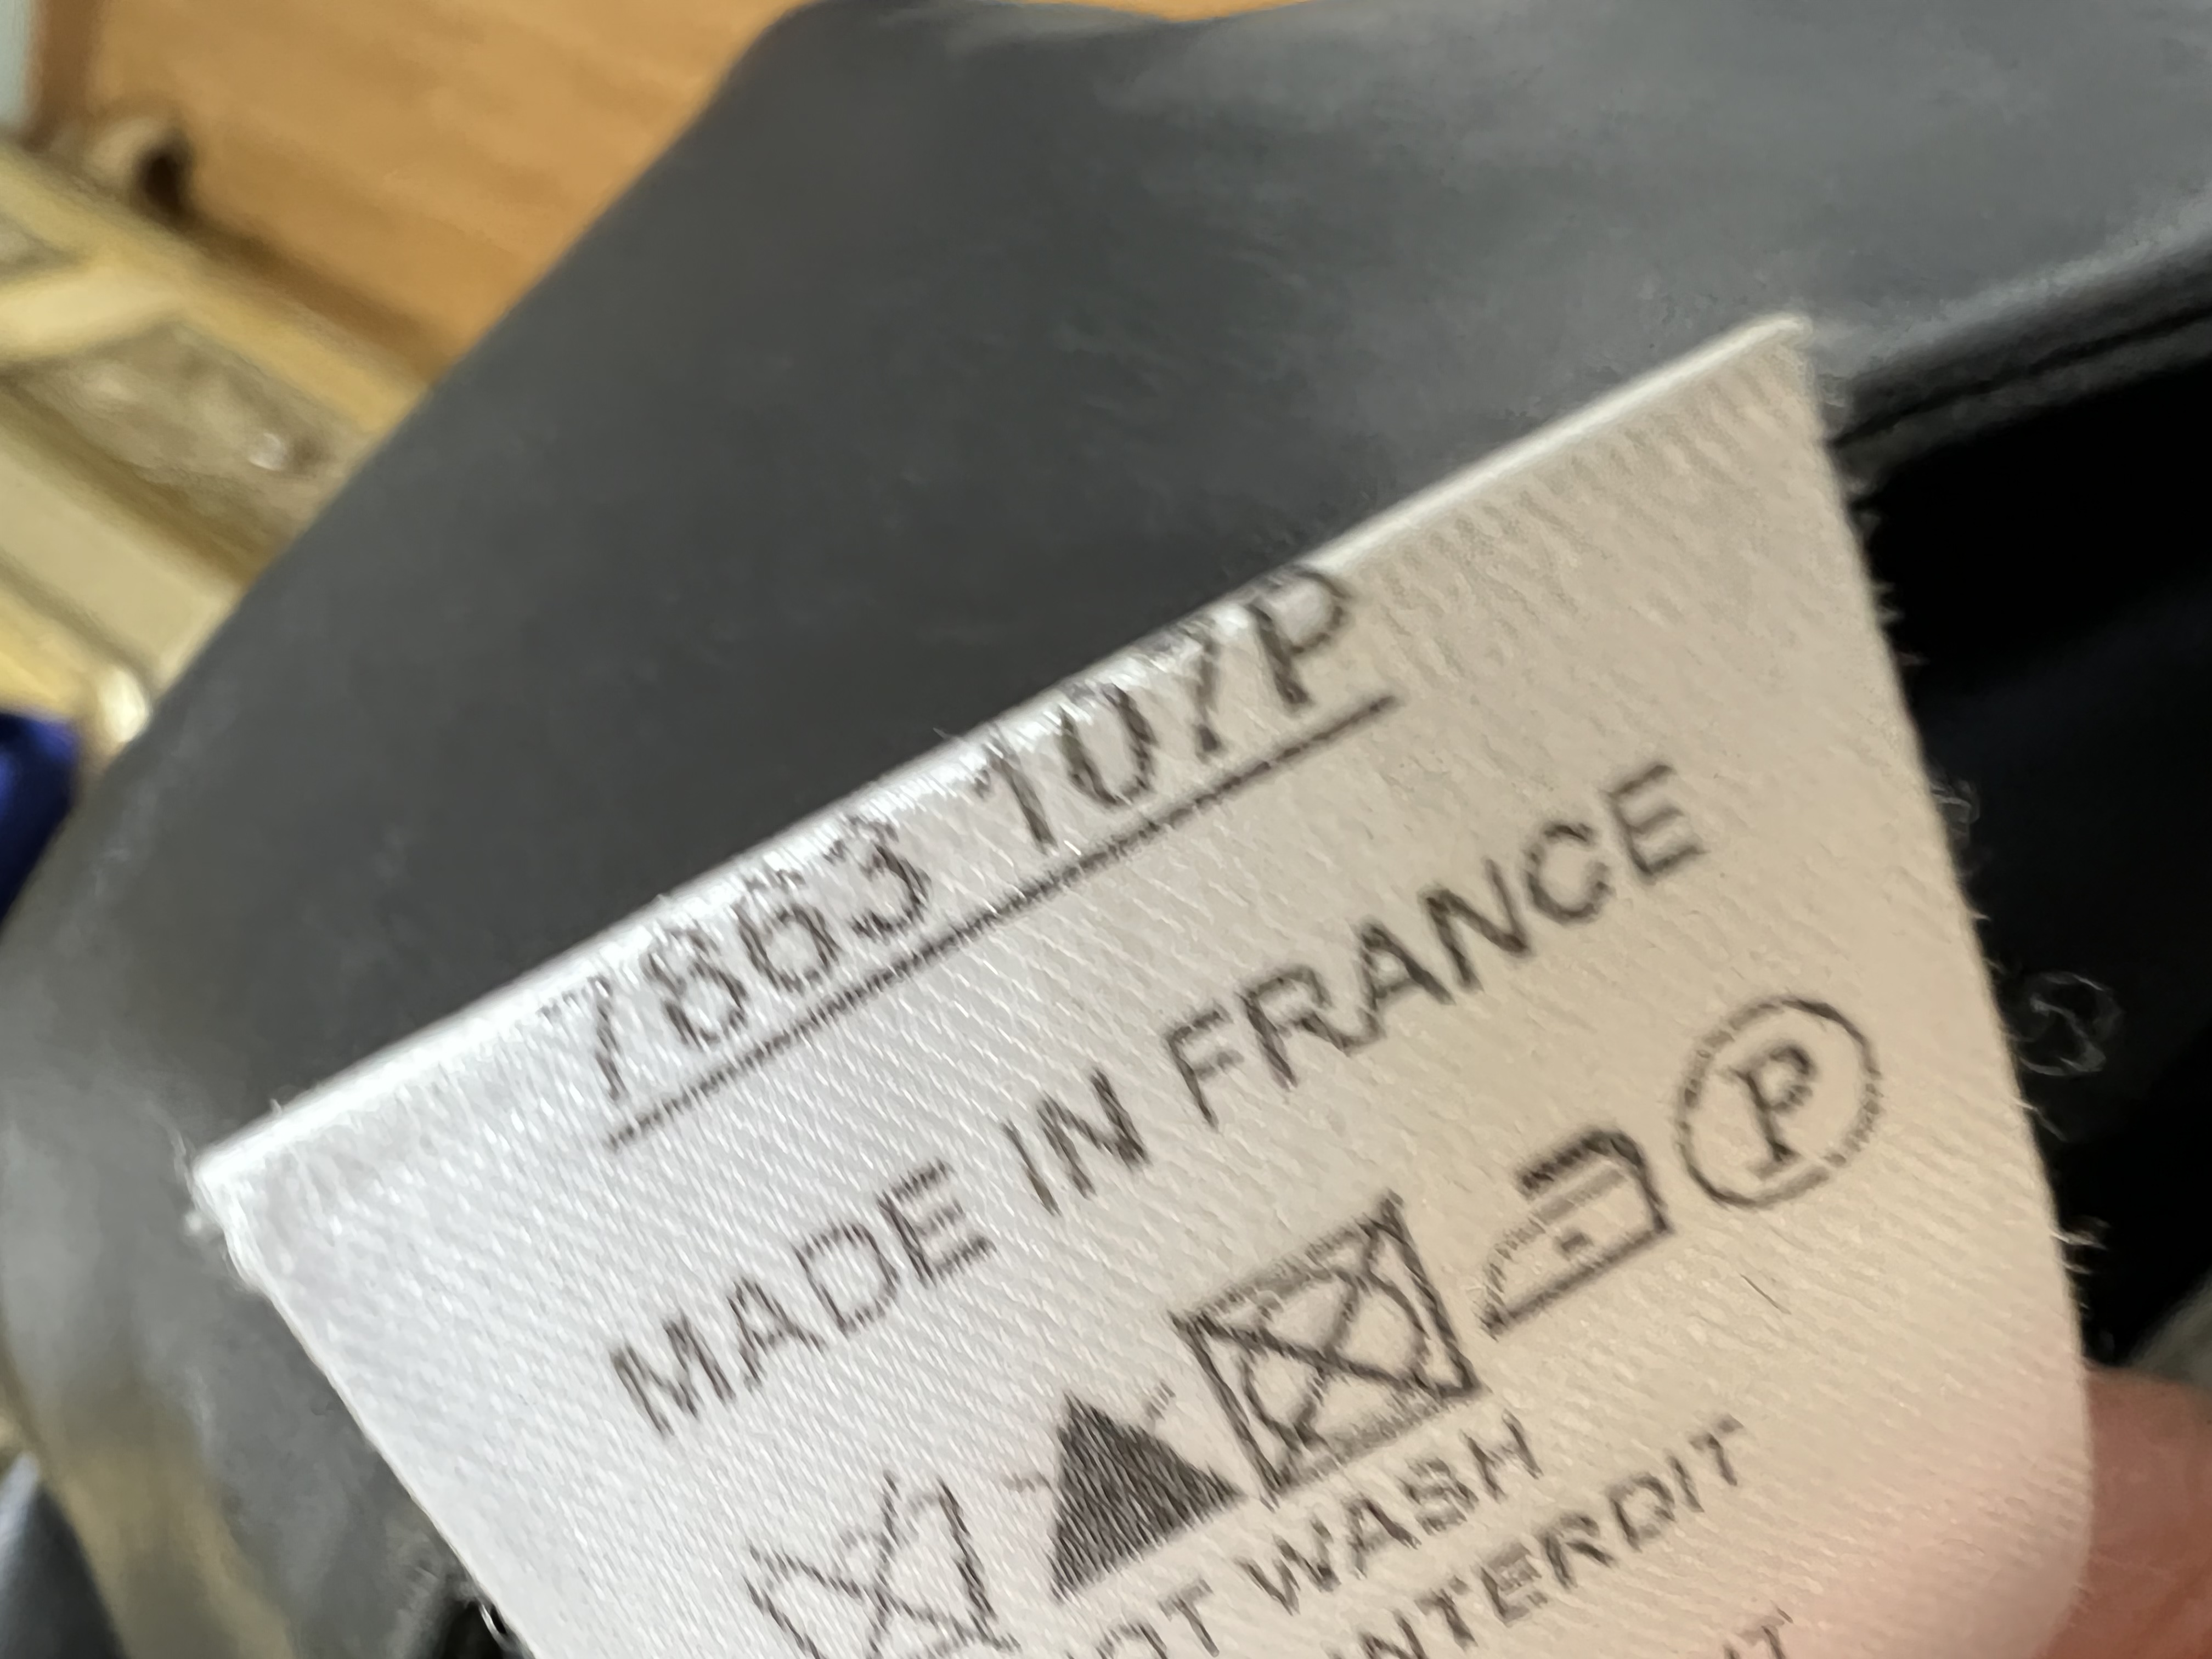 7863 107P
MADE IN FRANCE
P
WASH
INTERDIT